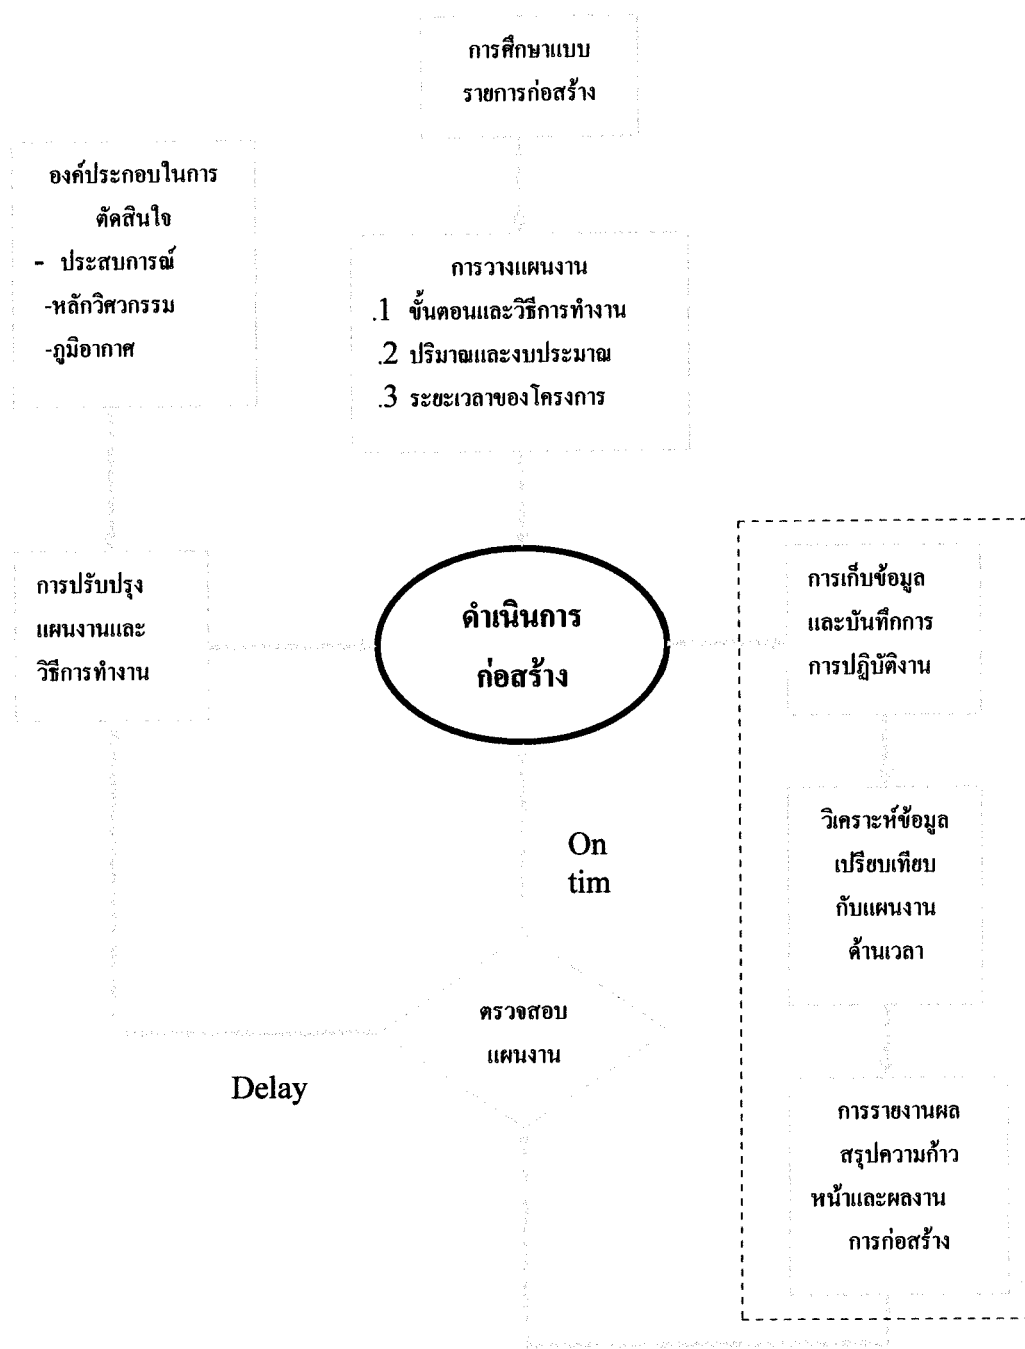 การศึกษาแบบ
รายการก่อสร้าง
องค์ประกอบในการ
ตัดสินใจ
- ประสบการณ์
-หลักวิศวกรรม
-ภูมิอากาศ
การวางแผนงาน
.1 ขั้นตอนและวิธีการทำงาน
.2 ปริมาณและงบประมาณ
.3 ระยะเวลาของโครงการ
การปรับปรุง
แผนงานและ
วิธีการทำงาน
ดำเนินการ
ก่อสร้าง
การเก็บข้อมูล
และบันทึกการ
การปฏิบัติงาน
On
tim
วิเคราะห์ข้อมูล
เปรียบเทียบ
กับแผนงาน
ด้านเวลา
ตรวจสอบ
แผนงาน
Delay
การรายงานผล
สรุปความก้าว
หน้าและผลงาน
การก่อสร้าง